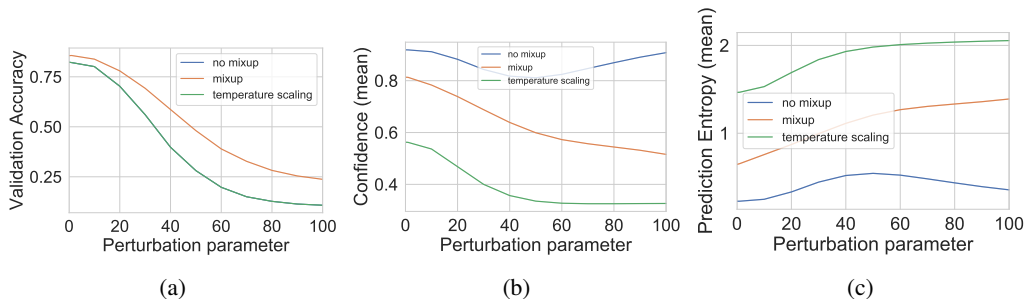 Validation Accuracy
0.75
0.50
0.25
no mixup
mixup
temperature scaling
0 20 40 60 80 100
Perturbation parameter
(a)
Confidence (mean)
0.8
0.6
0.4
no mixup
mixup
temperature scaling
0 20 40 60 80 100
Perturbation parameter
(b)
Prediction Entropy (mean)
2
1
no mixup
mixup
temperature scaling
0 20 40 60 80 100
Perturbation parameter
(c)